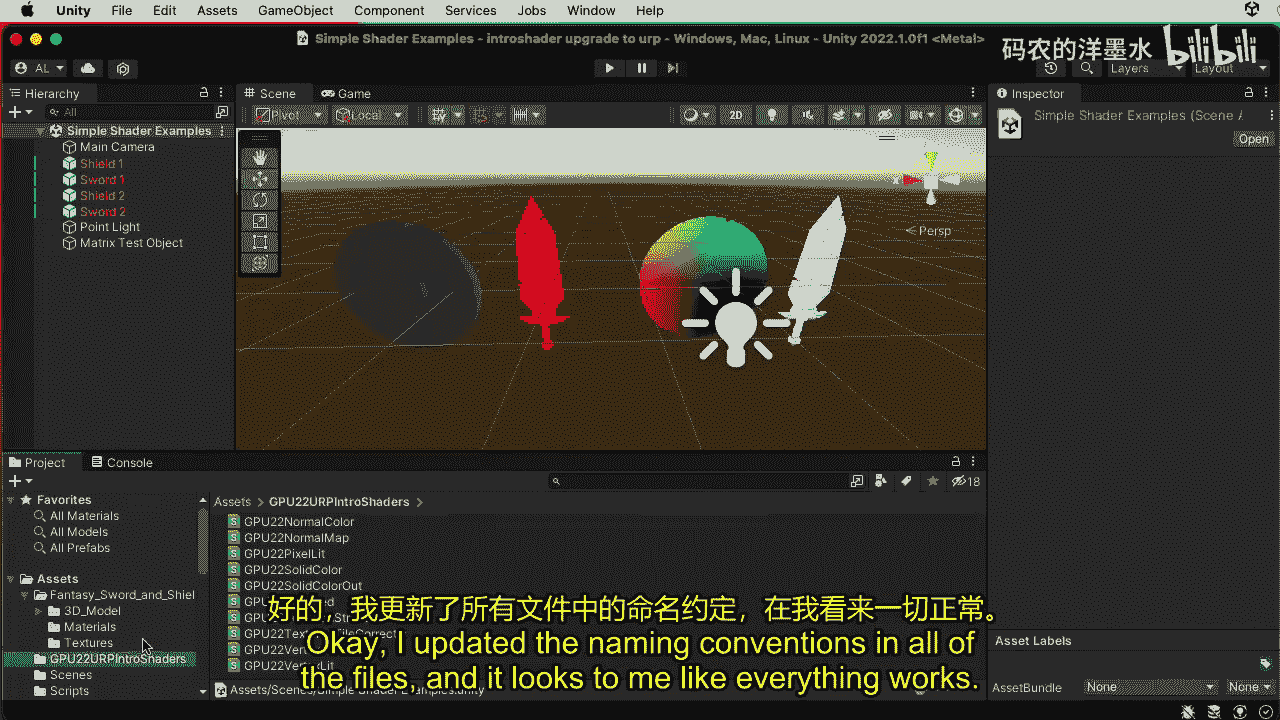 Unity File Edit Assets GameObject Component Services Jobs Window Help
Simple Shader Examples - introshader upgrade to urp - Windows, Mac, Linux - Unity 2022.1.0f1 <Metal>
码农的洋墨水 bilibili
AL
Layers Layout
Hierarchy
Scene
Game
Inspector
All
Pivot
Local
2D
Simple Shader Examples (Scene A
Open
Simple Shader Examples
Main Camera
Shield 1
Sword 1
Shield 2
Sword 2
Point Light
Matrix Test Object
Persp
Project
Console
18
Favorites
All Materials
All Models
All Prefabs
Assets
Fantasy_Sword_and_Shiel
3D_Model
Materials
Textures
GPU22URPIntroShaders
Scenes
Scripts
Assets > GPU22URPIntroShaders >
GPU22NormalColor
GPU22NormalMap
GPU22PixelLit
GPU22SolidColor
GPU22SolidColorOut
Assets/Scenes/Simple Shader Examples.unity
Asset Labels
AssetBundle None None
好的，我更新了所有文件中的命名约定，在我看来一切正常。
Okay, I updated the naming conventions in all of
the files, and it looks to me like everything works.